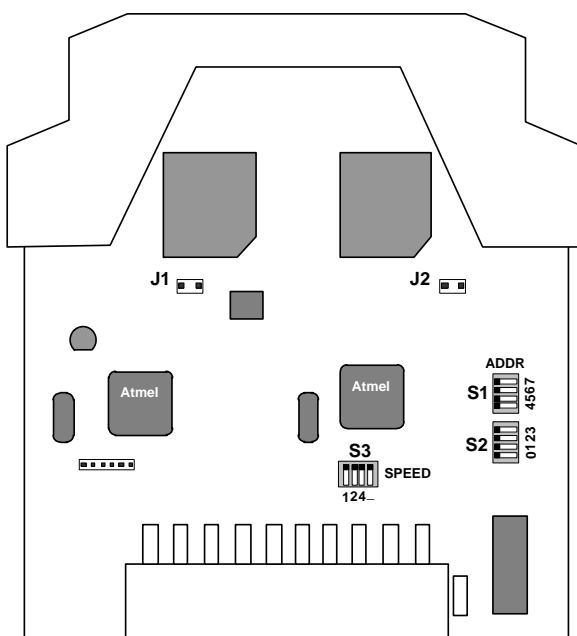 J1
J2
ADDR
Atmel
Atmel
S1
4567
S2
0123
S3
SPEED
124_